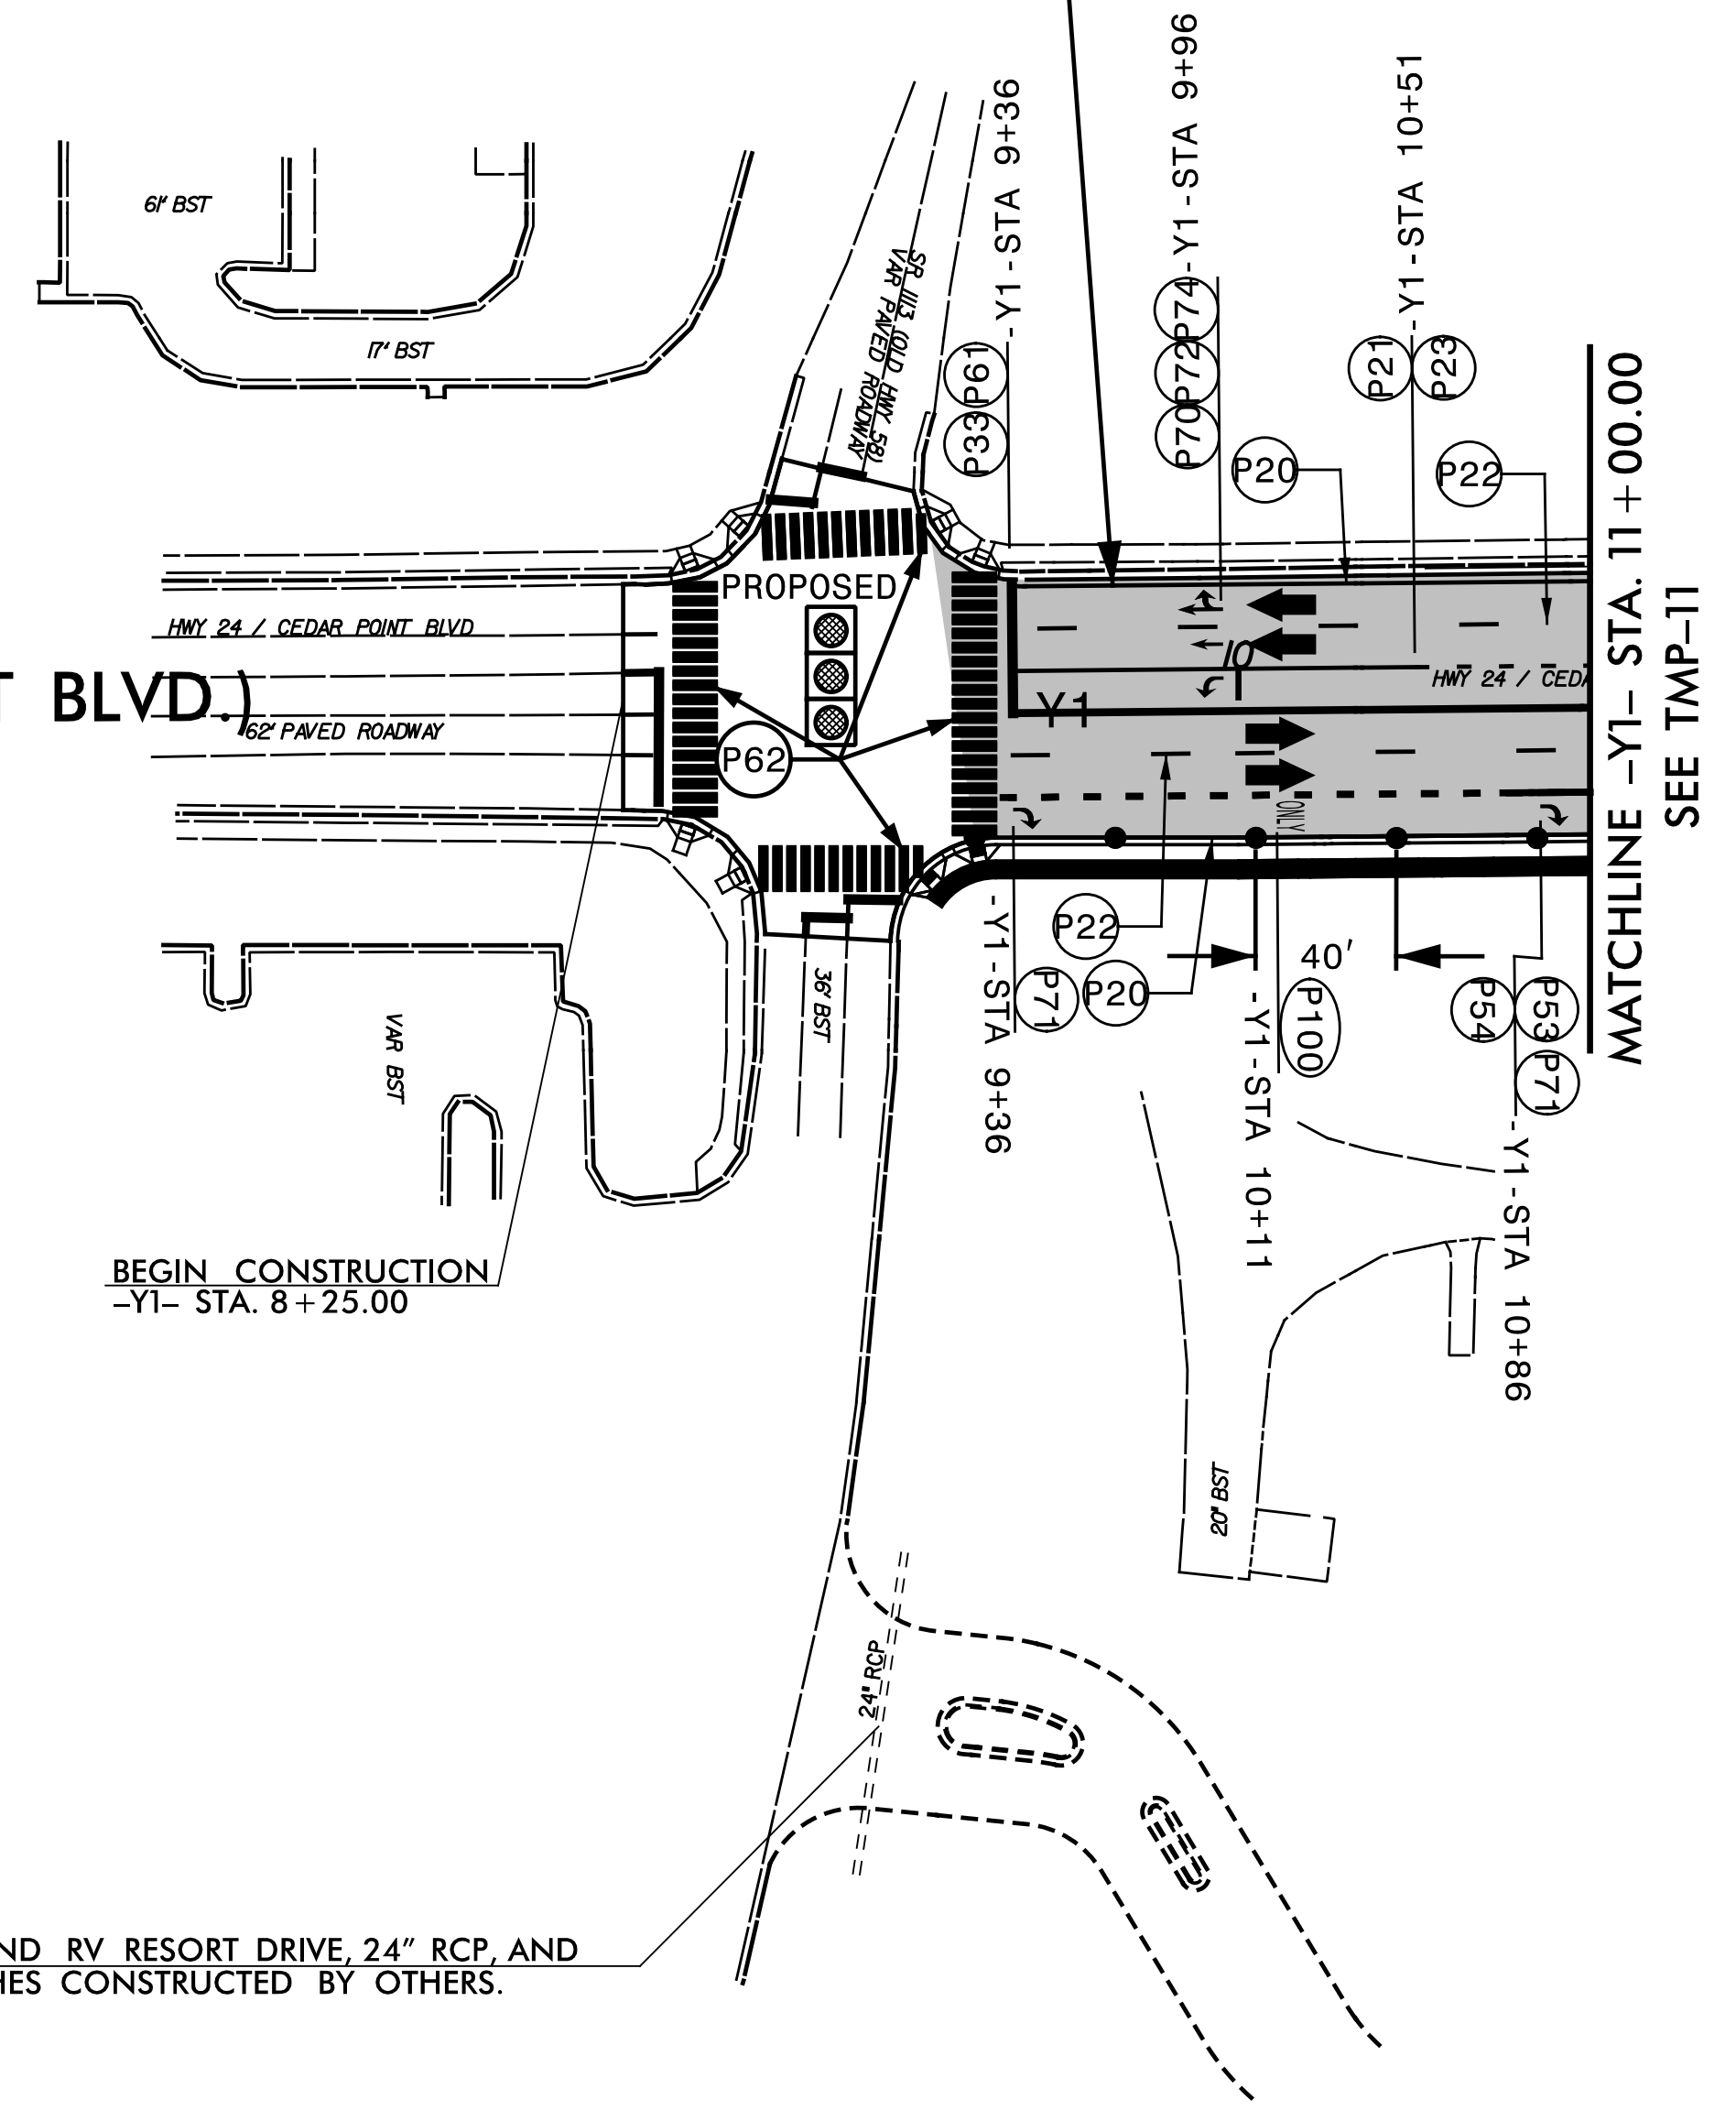 -Y1-STA 9+36
-Y1-STA 9+96
-Y1-STA 10+51
61' BST
17' BST
SR 1113 (OLD HWY 58)
VAR PAVED ROADWAY
P61
P33
P74
P72
P70
P20
P21
P23
P22
MATCHLINE -Y1- STA. 11+00.00
SEE TMP-11
PROPOSED
HWY 24 / CEDAR POINT BLVD
T BLVD.)
62' PAVED ROADWAY
P62
10
Y1
HWY 24 / CEDA
ONLY
-Y1-STA 9+36
P71
P22
P20
40'
-Y1-STA 10+11
P100
P54
P53
P71
-Y1-STA 10+86
36' BST
VAR BST
BEGIN CONSTRUCTION
-Y1- STA. 8+25.00
20' BST
24" RCP
ND RV RESORT DRIVE, 24" RCP, AND
HES CONSTRUCTED BY OTHERS.